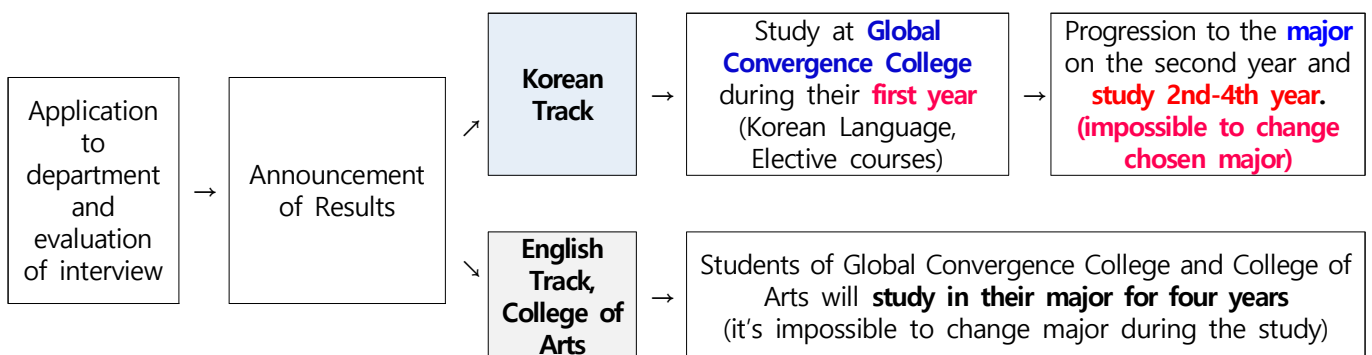 Application
to
department
and
evaluation
of interview
→
Announcement
of Results
↗
Korean
Track
→
Study at Global
Convergence College
during their first year
(Korean Language,
Elective courses)
→
Progression to the major
on the second year and
study 2nd-4th year.
(impossible to change
chosen major)
↘
English
Track,
College of
Arts
→
Students of Global Convergence College and College of
Arts will study in their major for four years
(it's impossible to change major during the study)